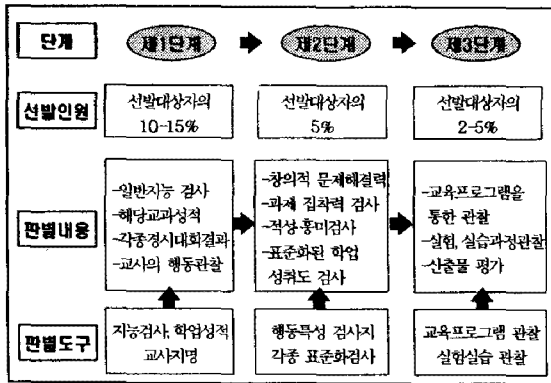 단계
제1단계
제2단계
제3단계
선발인원
선발대상자의
10-15%
선발대상자의
5%
선발대상자의
2-5%
판별내용
-일반지능 검사
-해당교과성적
-각종경시대회결과
-교사의 행동관찰
-창의적 문제해결력
-과제 집착력 검사
-적성·흥미검사
-표준화된 학업
성취도 검사
-교육프로그램을
통한 관찰
-실험, 실습과정관찰
-산출물 평가
판별도구
지능검사, 학업성적
교사지명
행동특성 검사지
각종 표준화검사
교육프로그램 관찰
실험실습 관찰